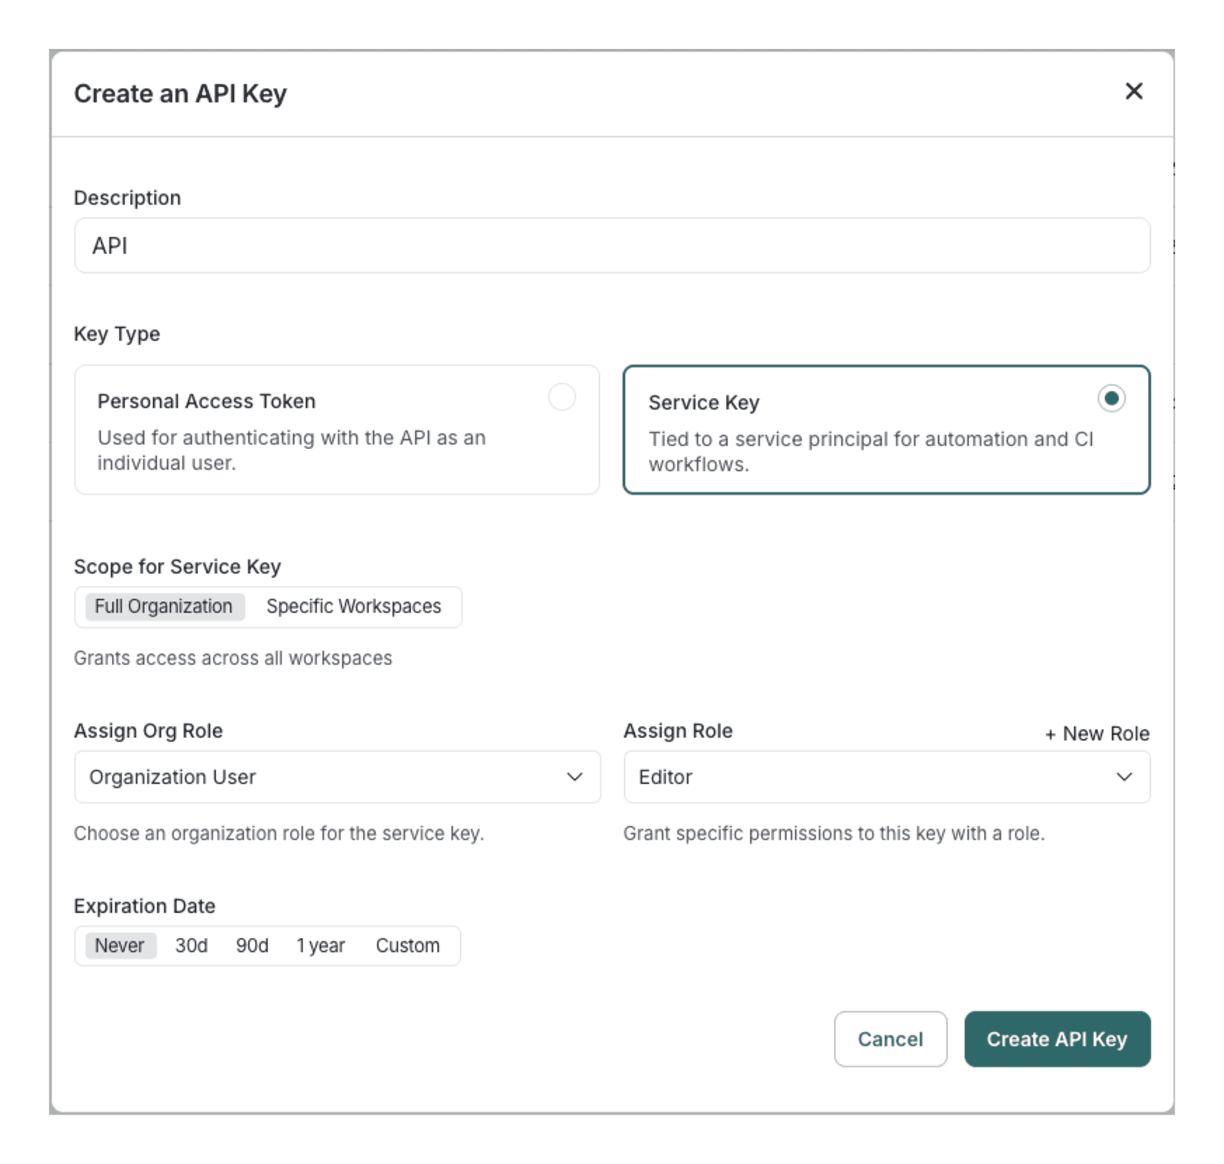 Create an API Key
Description
API
Key Type
Personal Access Token
Used for authenticating with the API as an
individual user.
Service Key
Tied to a service principal for automation and CI
workflows.
Scope for Service Key
Full Organization Specific Workspaces
Grants access across all workspaces
Assign Org Role
Organization User
Choose an organization role for the service key.
Assign Role
+ New Role
Editor
Grant specific permissions to this key with a role.
Expiration Date
Never 30d 90d 1 year Custom
Cancel Create API Key